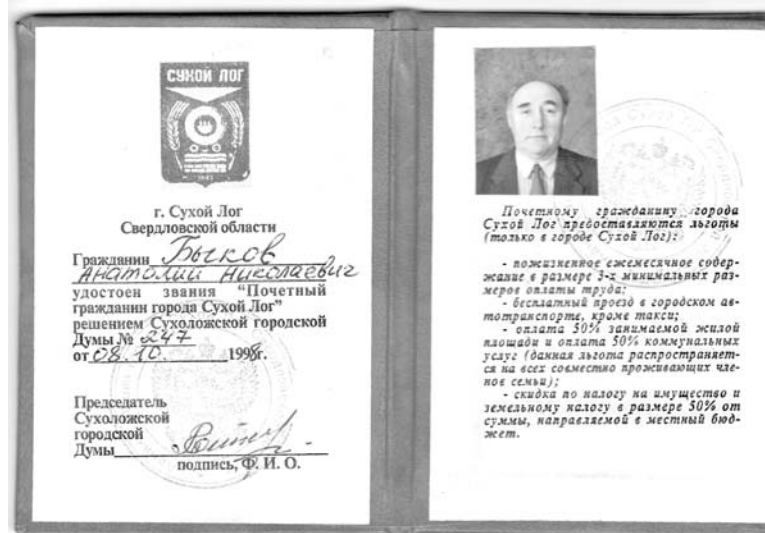 СУХОЙ ЛОГ
1943
г. Сухой Лог
Свердловской области
Гражданин Быков
Анатолий Николаевич
удостоен звания "Почетный
гражданин города Сухой Лог"
решением Сухоложской городской
Думы № 247
от 08.10. 1998г.
Председатель
Сухоложской
городской
Думы
подпись, Ф. И. О.
Почетному гражданину города
Сухой Лог предоставляются льготы
(только в городе Сухой Лог):
- пожизненное ежемесячное содер-
жание в размере 3-х минимальных раз-
меров оплаты труда;
- бесплатный проезд в городском ав-
тотранспорте, кроме такси;
- оплата 50% занимаемой жилой
площади и оплата 50% коммунальных
услуг (данная льгота распространяет-
ся на всех совместно проживающих чле-
нов семьи);
- скидка по налогу на имущество и
земельному налогу в размере 50% от
суммы, направляемой в местный бюд-
жет.